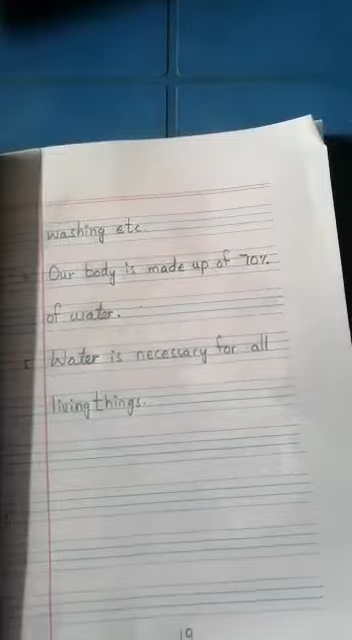 washing etc.
Our body is made up of 70%
of water.
Water is necessary for all
living things.
19